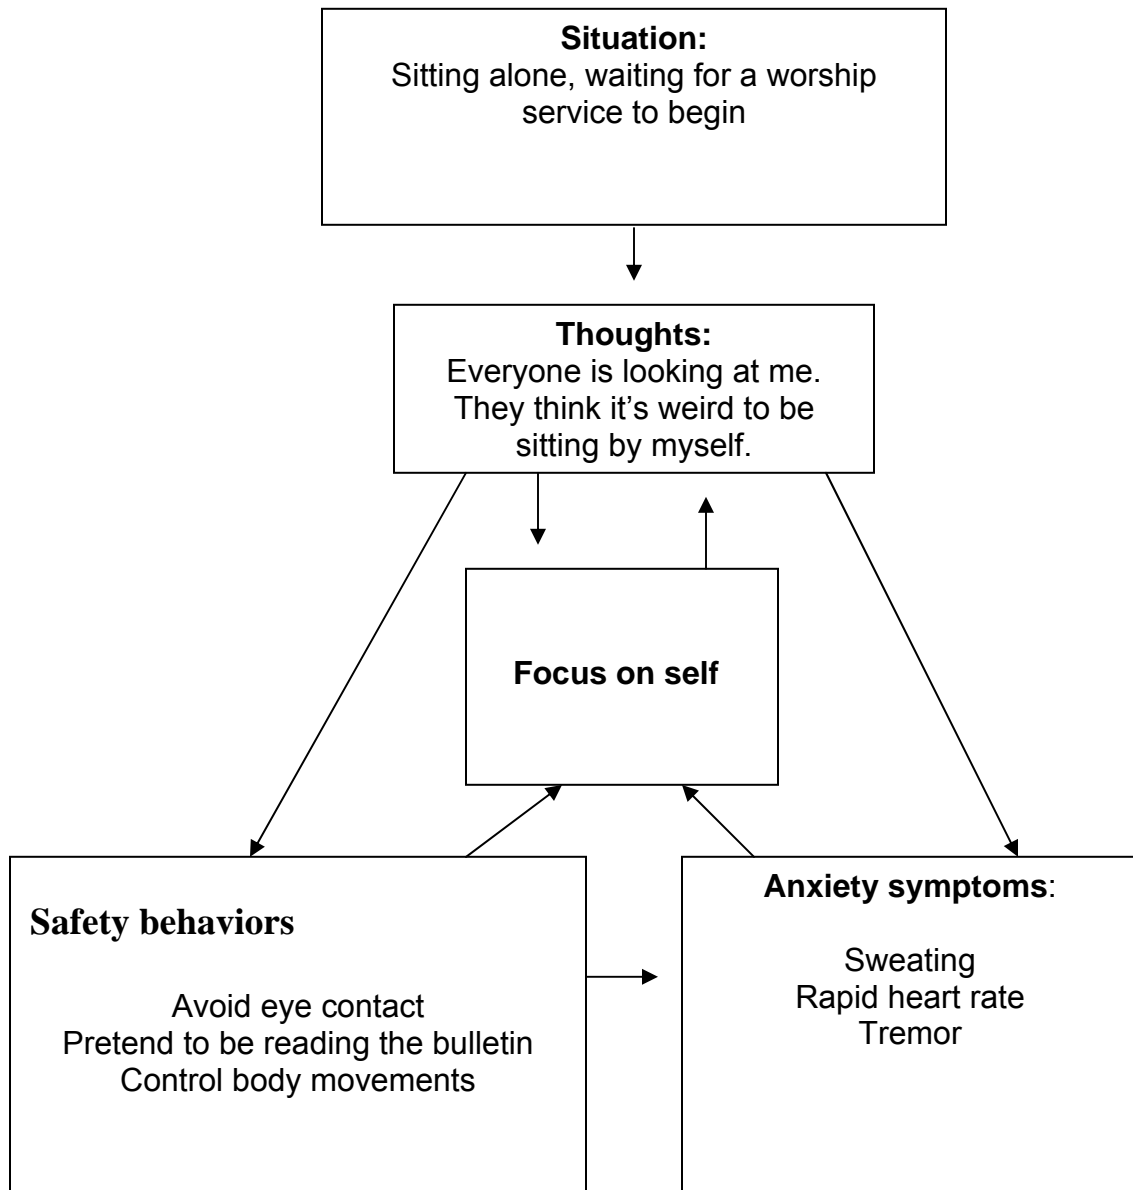 Situation:
Sitting alone, waiting for a worship
service to begin
Thoughts:
Everyone is looking at me.
They think it’s weird to be
sitting by myself.
Focus on self
Safety behaviors
Avoid eye contact
Pretend to be reading the bulletin
Control body movements
Anxiety symptoms:
Sweating
Rapid heart rate
Tremor